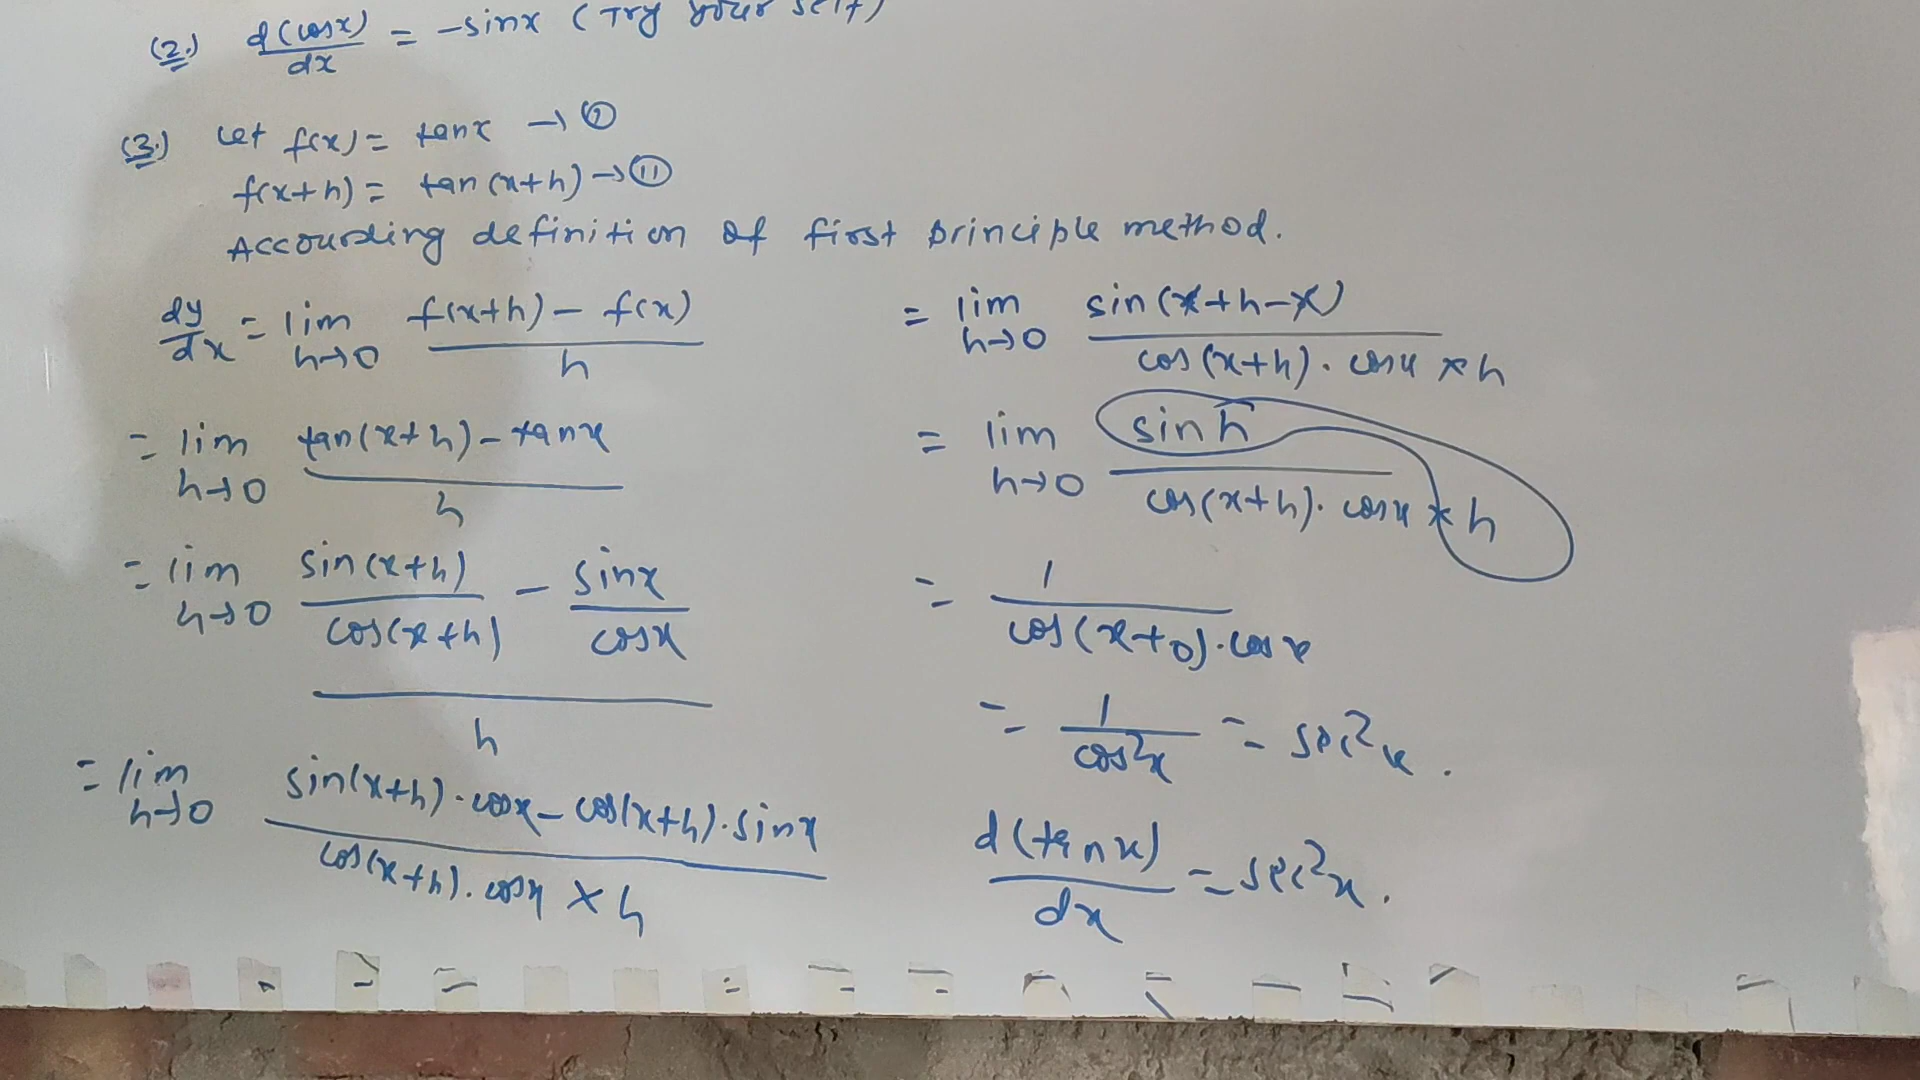 (2.) d(cosx)/dx = -sinx (Try your self)
(3.) Let f(x) = tanx → (i)
f(x+h) = tan(x+h) → (ii)
Accourding definition of first principle method.
dy/dx = lim h→0 f(x+h) - f(x) / h
= lim h→0 tan(x+h) - tanx / h
= lim h→0 sin(x+h)/cos(x+h) - sinx/cosx / h
= lim h→0 sin(x+h)·cosx - cos(x+h)·sinx / cos(x+h)·cosx × h
= lim h→0 sin(x+h-x) / cos(x+h)·cosx × h
= lim h→0 sinh / cos(x+h)·cosx × h
= 1 / cos(x+0)·cosx
= 1/cos²x = sec²x.
d(tanx)/dx = sec²x.